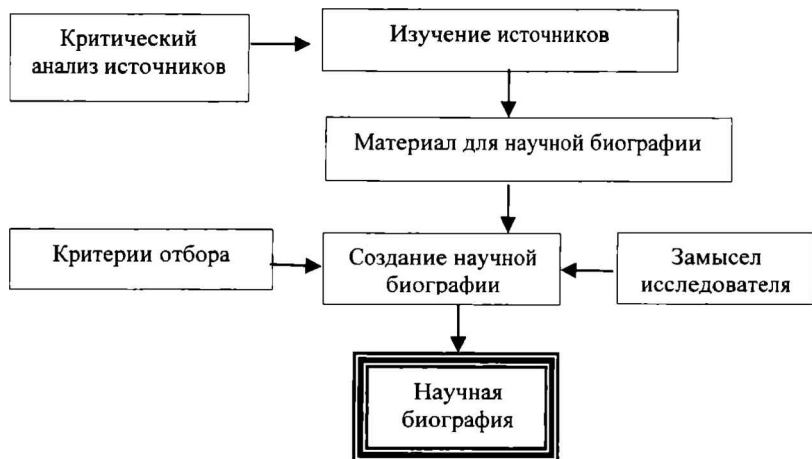 Критический
анализ источников
Изучение источников
Материал для научной биографии
Критерии отбора
Создание научной
биографии
Замысел
исследователя
Научная
биография